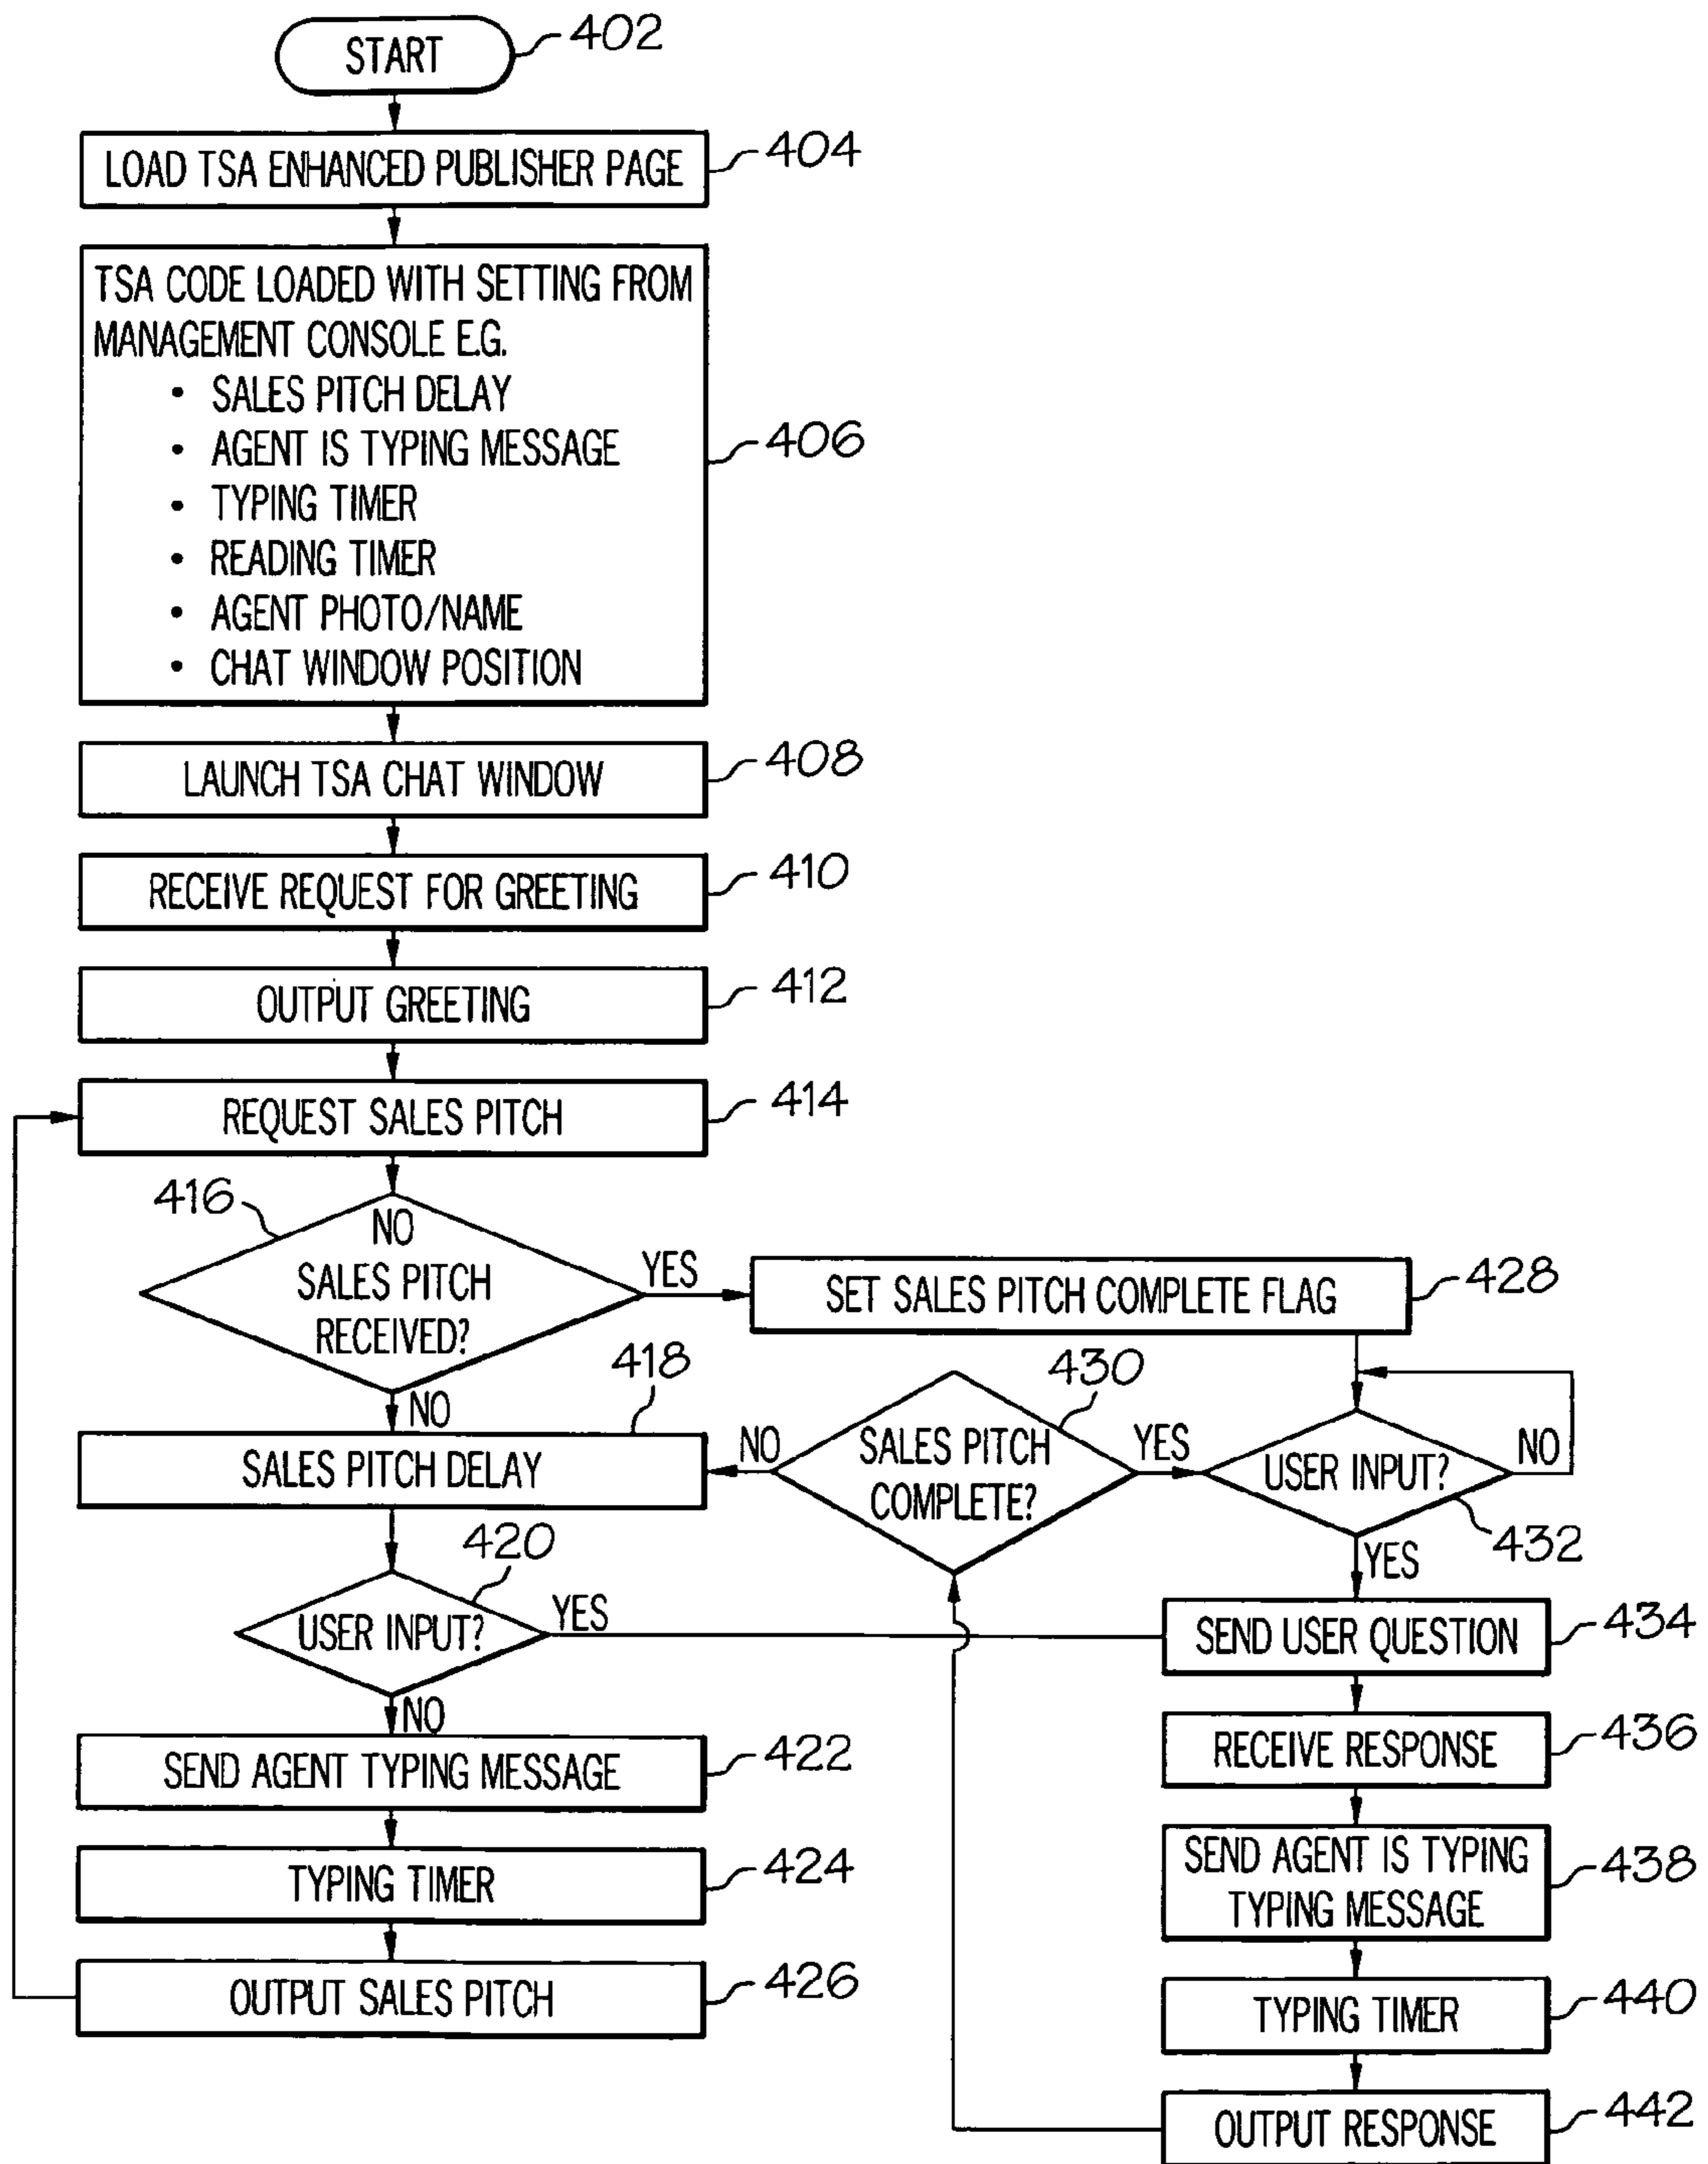 START
402
LOAD TSA ENHANCED PUBLISHER PAGE
404
TSA CODE LOADED WITH SETTING FROM
MANAGEMENT CONSOLE E.G.
• SALES PITCH DELAY
• AGENT IS TYPING MESSAGE
• TYPING TIMER
• READING TIMER
• AGENT PHOTO/NAME
• CHAT WINDOW POSITION
406
LAUNCH TSA CHAT WINDOW
408
RECEIVE REQUEST FOR GREETING
410
OUTPUT GREETING
412
REQUEST SALES PITCH
414
416
NO
SALES PITCH
RECEIVED?
YES
NO
SET SALES PITCH COMPLETE FLAG
428
418
SALES PITCH DELAY
NO
430
SALES PITCH
COMPLETE?
YES
USER INPUT?
NO
432
YES
420
USER INPUT?
YES
NO
SEND USER QUESTION
434
SEND AGENT TYPING MESSAGE
422
RECEIVE RESPONSE
436
TYPING TIMER
424
SEND AGENT IS TYPING
TYPING MESSAGE
438
OUTPUT SALES PITCH
426
TYPING TIMER
440
OUTPUT RESPONSE
442